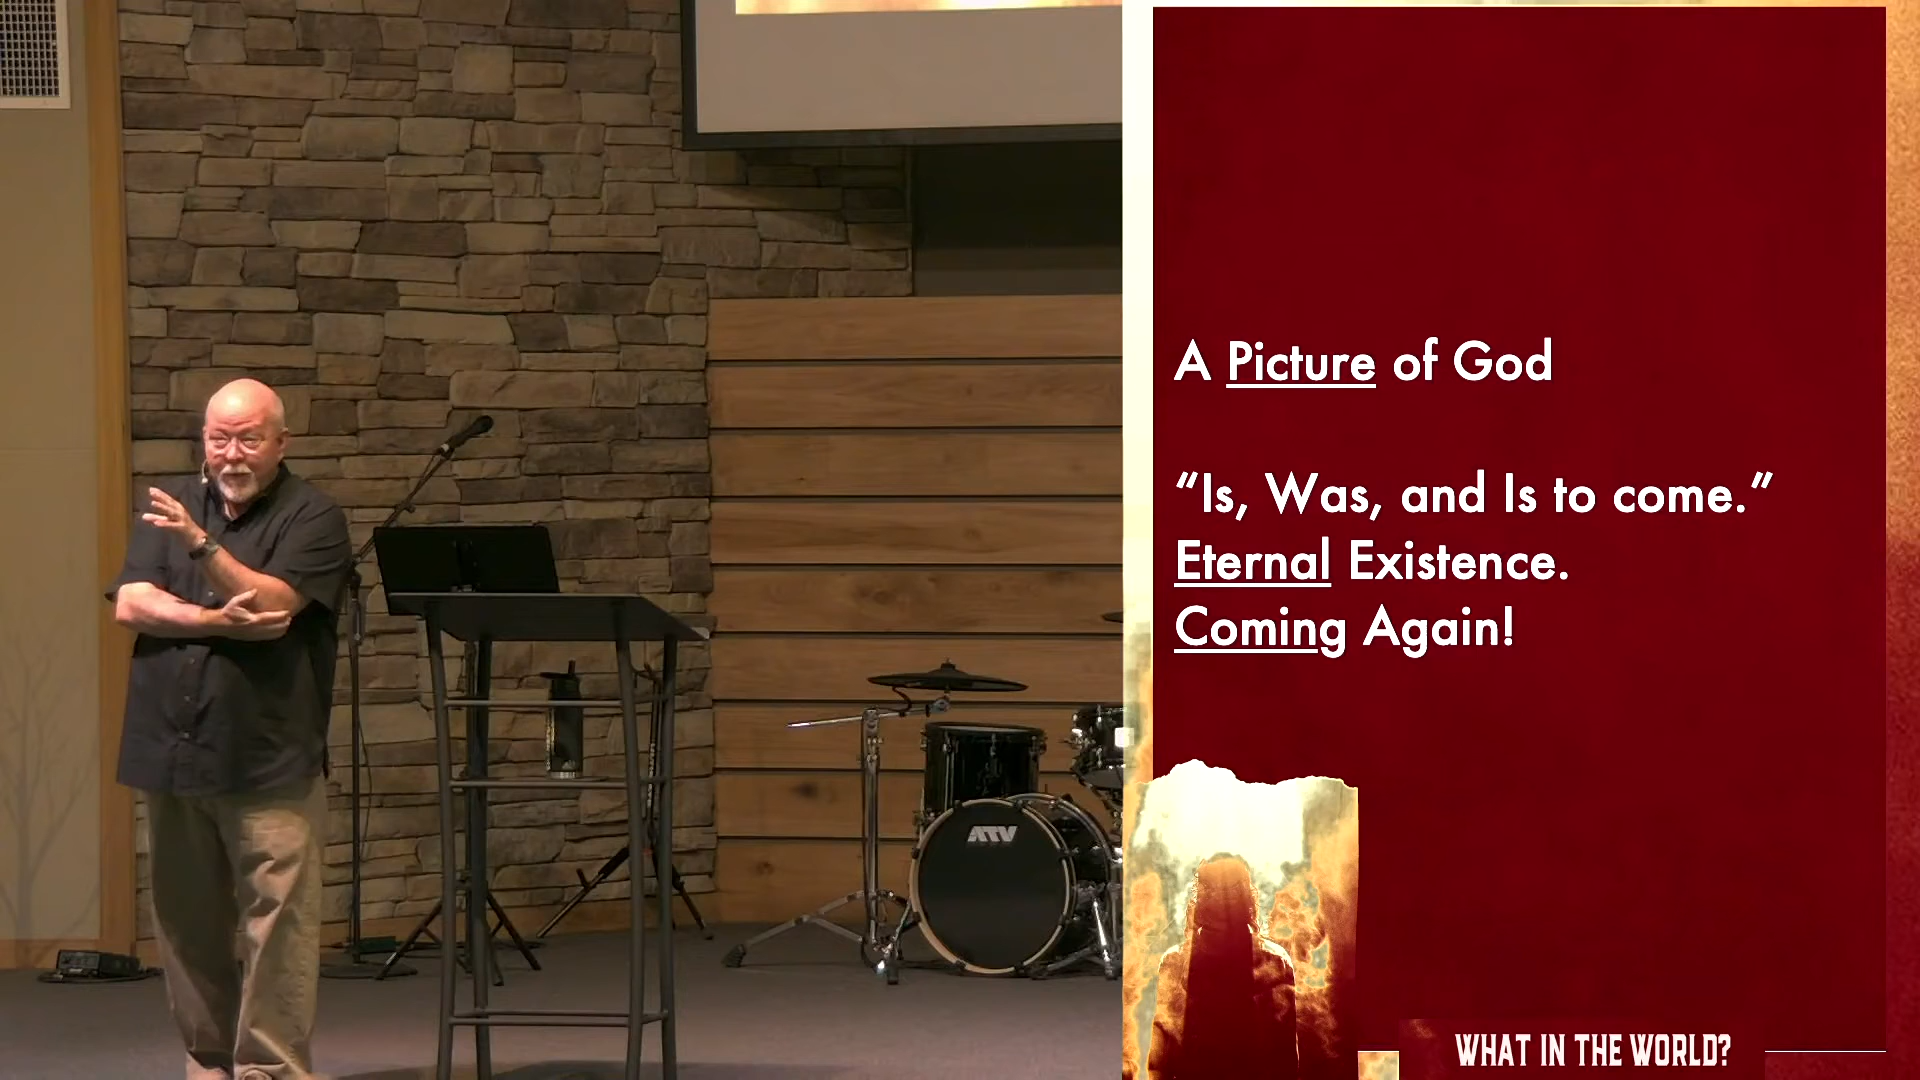 A Picture of God
“Is, Was, and Is to come.”
Eternal Existence.
Coming Again!
ATV
WHAT IN THE WORLD?